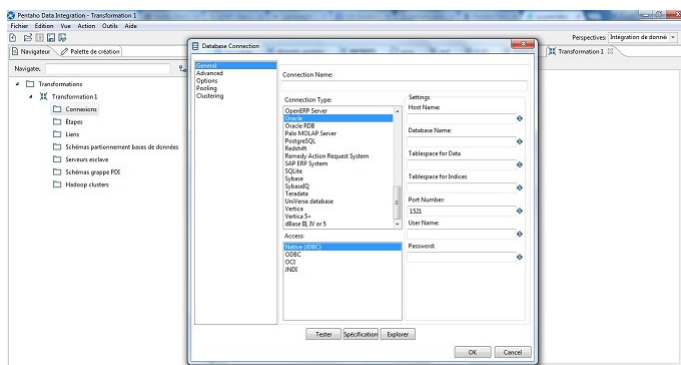 Pentaho Data Integration - Transformation 1
Fichier Edition Vue Action Outils Aide
Perspectives: Intégration de donné
Navigateur Palette de création
Transformation 1
Navigate:
Transformations
Transformation 1
Connexions
Etapes
Liens
Schémas partionnement bases de données
Serveurs esclave
Schémas grappe PDI
Hadoop clusters
Database Connection
General
Advanced
Options
Pooling
Clustering
Connection Name:
Connection Type:
OpenERP Server
Oracle
Oracle RDB
Palo MOLAP Server
PostgreSQL
Redshift
Remedy Action Request System
SAP ERP System
SQLite
Sybase
SybaseIQ
Teradata
UniVerse database
Vertica
Vertica 5+
dBase III, IV or 5
Access:
Native (JDBC)
ODBC
OCI
JNDI
Settings
Host Name:
Database Name:
Tablespace for Data
Tablespace for Indices
Port Number:
1521
User Name:
Password:
Tester Spécification Explorer
OK Cancel